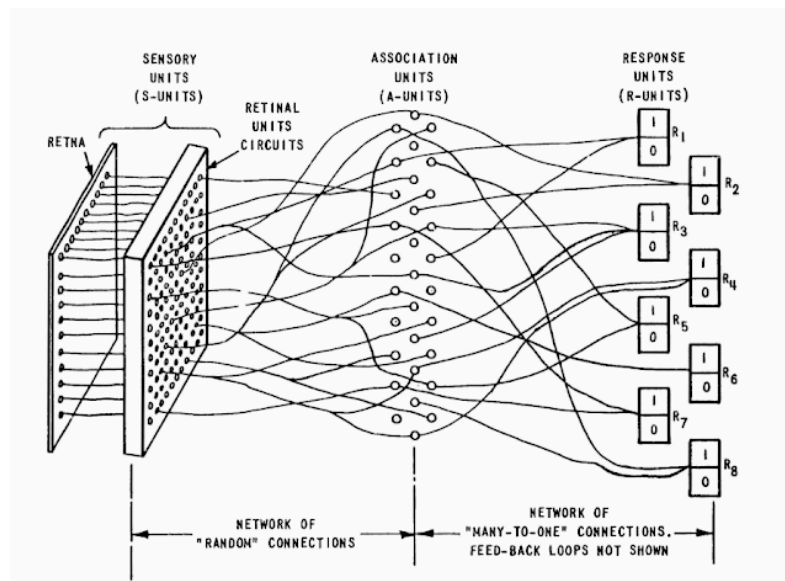 SENSORY
UNITS
(S-UNITS)
ASSOCIATION
UNITS
(A-UNITS)
RESPONSE
UNITS
(R-UNITS)
RETNA
RETINAL
UNITS
CIRCUITS
1
0
R1
1
0
R2
1
0
R3
1
0
R4
1
0
R5
1
0
R6
1
0
R7
1
0
R8
NETWORK OF
"RANDOM" CONNECTIONS
NETWORK OF
"MANY-TO-ONE" CONNECTIONS.
FEED-BACK LOOPS NOT SHOWN